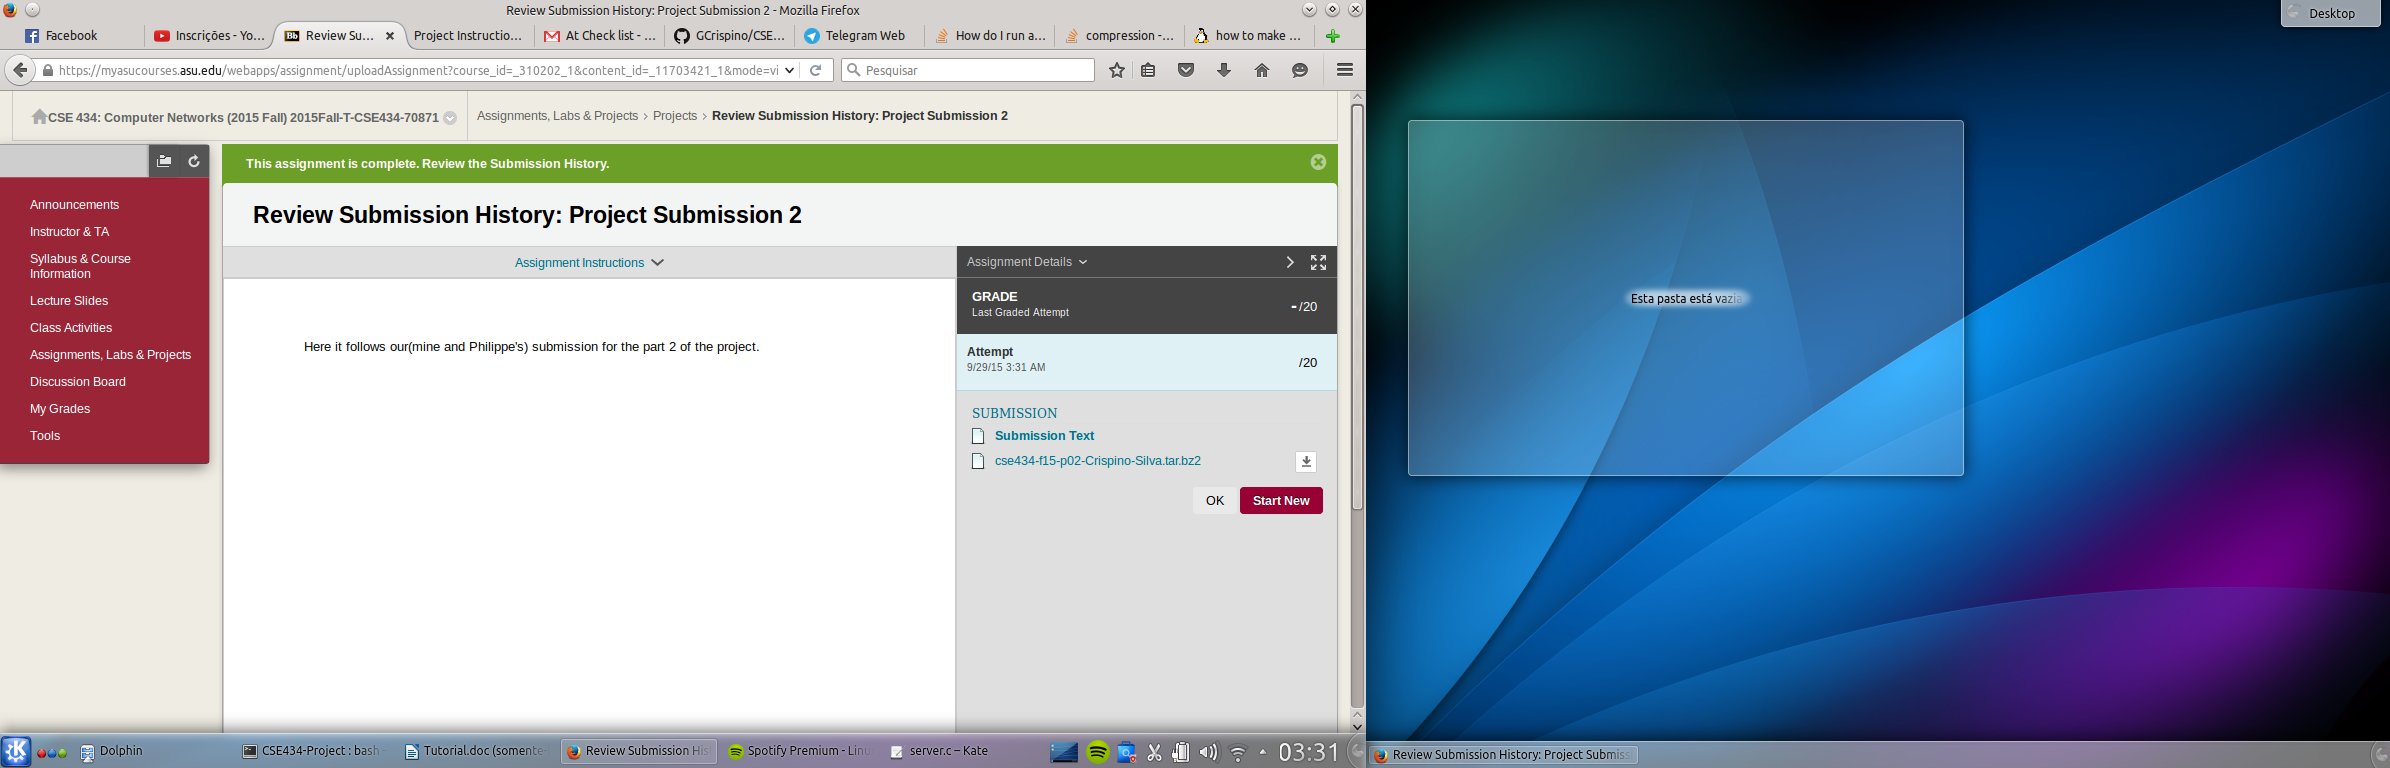 Review Submission History: Project Submission 2 - Mozilla Firefox
Desktop
Facebook
Inscrições - Yo...
Review Su...
Project Instructio...
At Check list - ...
GCrispino/CSE...
Telegram Web
How do I run a...
compression -...
how to make ...
https://myasucourses.asu.edu/webapps/assignment/uploadAssignment?course_id=_310202_1&content_id=_11703421_1&mode=vi
Pesquisar
CSE 434: Computer Networks (2015 Fall) 2015Fall-T-CSE434-70871
Assignments, Labs & Projects > Projects > Review Submission History: Project Submission 2
This assignment is complete. Review the Submission History.
Announcements
Instructor & TA
Syllabus & Course
Information
Lecture Slides
Class Activities
Assignments, Labs & Projects
Discussion Board
My Grades
Tools
Review Submission History: Project Submission 2
Assignment Instructions
Here it follows our(mine and Philippe's) submission for the part 2 of the project.
Assignment Details
GRADE
Last Graded Attempt
-/20
Attempt
9/29/15 3:31 AM
/20
SUBMISSION
Submission Text
cse434-f15-p02-Crispino-Silva.tar.bz2
OK
Start New
Esta pasta está vazia
Dolphin
CSE434-Project : bash -
Tutorial.doc (somente-
Review Submission Hist
Spotify Premium - Linu
server.c – Kate
03:31
Review Submission History: Project Submiss